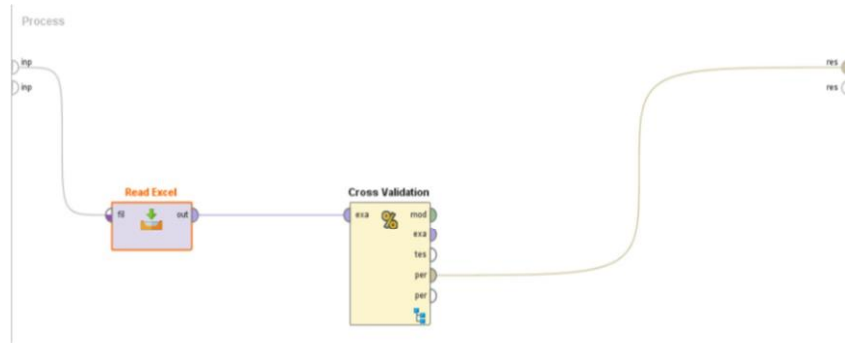 Process
inp
inp
res
res
Read Excel
fil
out
Cross Validation
exa
mod
exa
tes
per
per